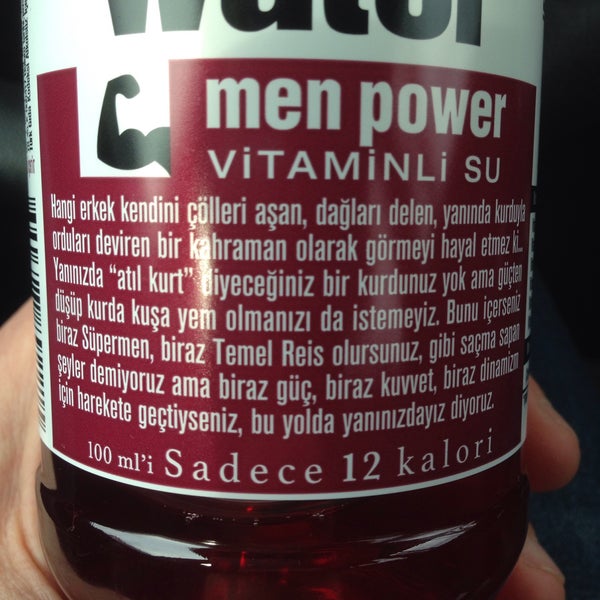 water
men power
VİTAMİNLİ SU
Hangi erkek kendini çölleri aşan, dağları delen, yanında kurduyla
orduları deviren bir kahraman olarak görmeyi hayal etmez ki...
Yanınızda “atıl kurt” diyeceğiniz bir kurdunuz yok ama güçten
düşüp kurda kuşa yem olmanızı da istemeyiz. Bunu içerseniz
biraz Süpermen, biraz Temel Reis olursunuz, gibi saçma sapan
şeyler demiyoruz ama biraz güç, biraz kuvvet, biraz dinamizm
için harekete geçtiyseniz, bu yolda yanınızdayız diyoruz.
100 ml'i Sadece 12 kalori